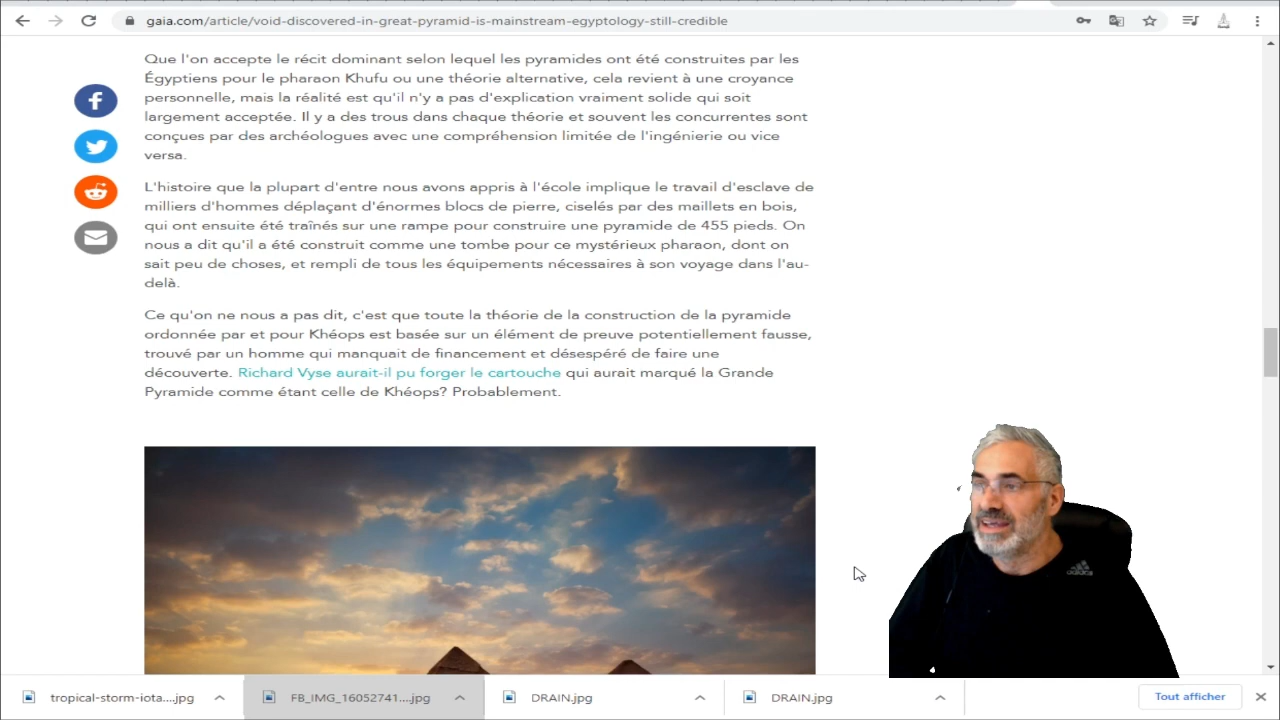 gaia.com/article/void-discovered-in-great-pyramid-is-mainstream-egyptology-still-credible
Que l'on accepte le récit dominant selon lequel les pyramides ont été construites par les
Égyptiens pour le pharaon Khufu ou une théorie alternative, cela revient à une croyance
personnelle, mais la réalité est qu'il n'y a pas d'explication vraiment solide qui soit
largement acceptée. Il y a des trous dans chaque théorie et souvent les concurrentes sont
conçues par des archéologues avec une compréhension limitée de l'ingénierie ou vice
versa.
L'histoire que la plupart d'entre nous avons appris à l'école implique le travail d'esclave de
milliers d'hommes déplaçant d'énormes blocs de pierre, ciselés par des maillets en bois,
qui ont ensuite été traînés sur une rampe pour construire une pyramide de 455 pieds. On
nous a dit qu'il a été construit comme une tombe pour ce mystérieux pharaon, dont on
sait peu de choses, et rempli de tous les équipements nécessaires à son voyage dans l'au-
delà.
Ce qu'on ne nous a pas dit, c'est que toute la théorie de la construction de la pyramide
ordonnée par et pour Khéops est basée sur un élément de preuve potentiellement fausse,
trouvé par un homme qui manquait de financement et désespéré de faire une
découverte. Richard Vyse aurait-il pu forger le cartouche qui aurait marqué la Grande
Pyramide comme étant celle de Khéops? Probablement.
adidas
tropical-storm-iota....jpg
FB_IMG_16052741....jpg
DRAIN.jpg
DRAIN.jpg
Tout afficher